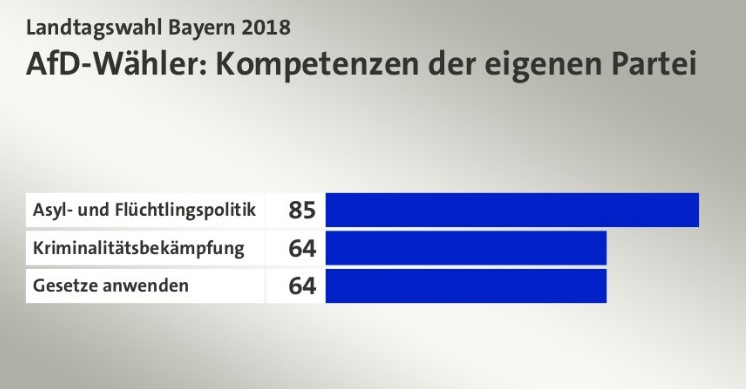 Landtagswahl Bayern 2018
AfD-Wähler: Kompetenzen der eigenen Partei
Asyl- und Flüchtlingspolitik 85
Kriminalitätsbekämpfung 64
Gesetze anwenden 64